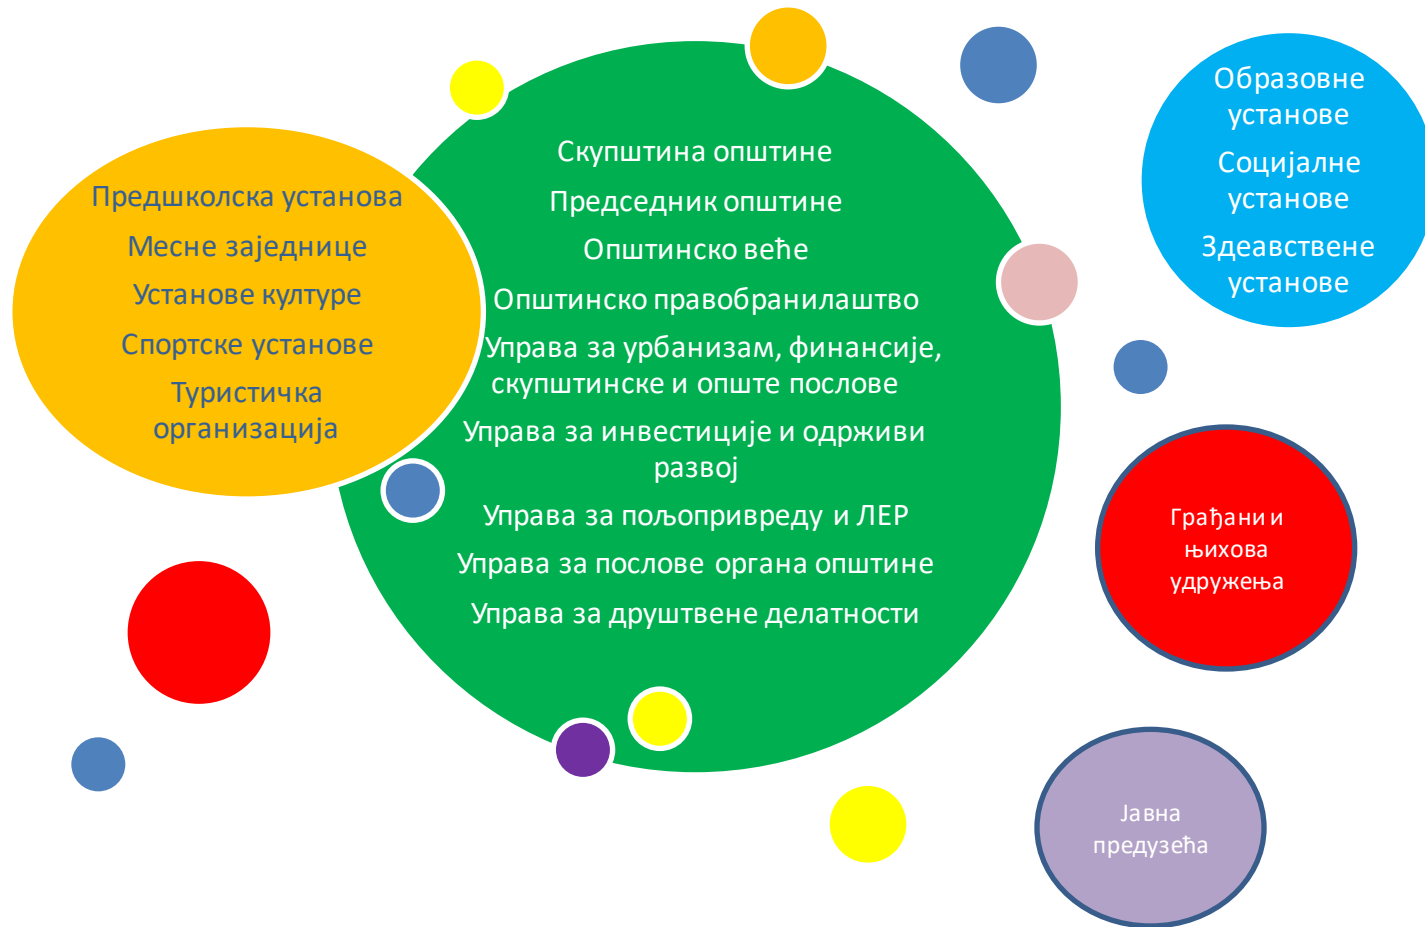 Предшколска установа
Месне заједнице
Установе културе
Спортске установе
Туристичка
организација
Скупштина општине
Председник општине
Општинско веће
Општинско правобранилаштво
Управа за урбанизам, финансије,
скупштинске и опште послове
Управа за инвестиције и одрживи
развој
Управа за пољопривреду и ЛЕР
Управа за послове органа општине
Управа за друштвене делатности
Образовне
установе
Социјалне
установе
Здеавствене
установе
Грађани и
њихова
удружења
Јавна
предузећа